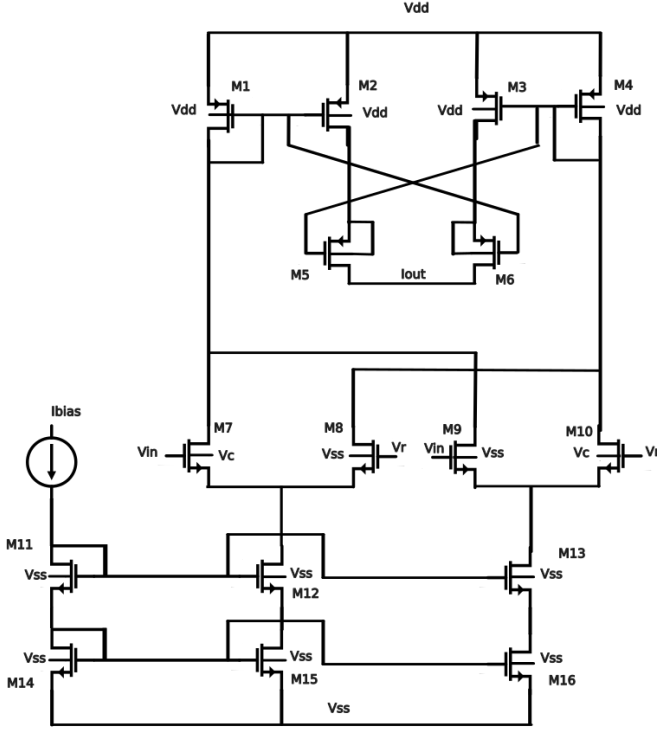 Vdd
M1
M2
M3
M4
Vdd
Vdd
Vdd
Vdd
M5
Iout
M6
Ibias
M7
M8
M9
M10
Vin
Vc
Vss
Vr
Vin
Vss
Vc
M11
M13
Vss
Vss
Vss
M12
Vss
Vss
Vss
M14
M15
M16
Vss